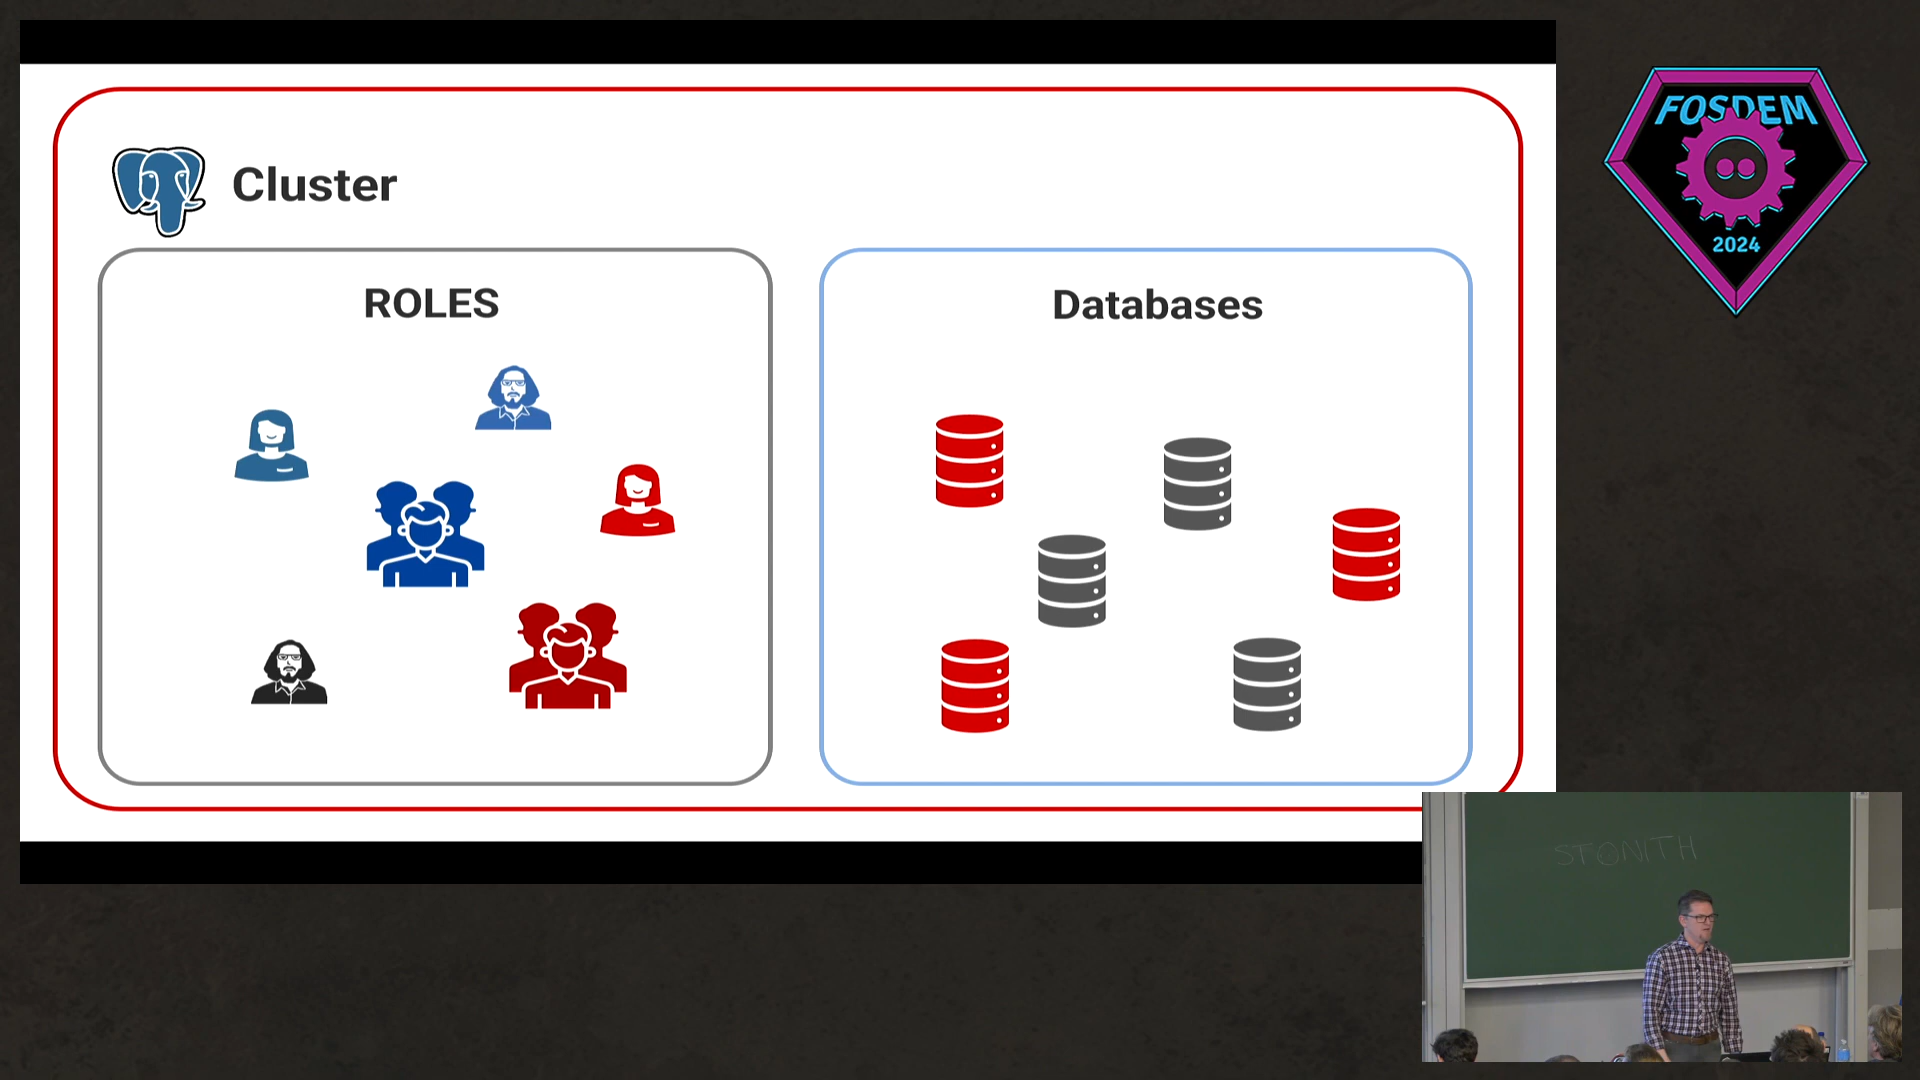 Cluster
ROLES
Databases
FOSDEM
2024
STONITH